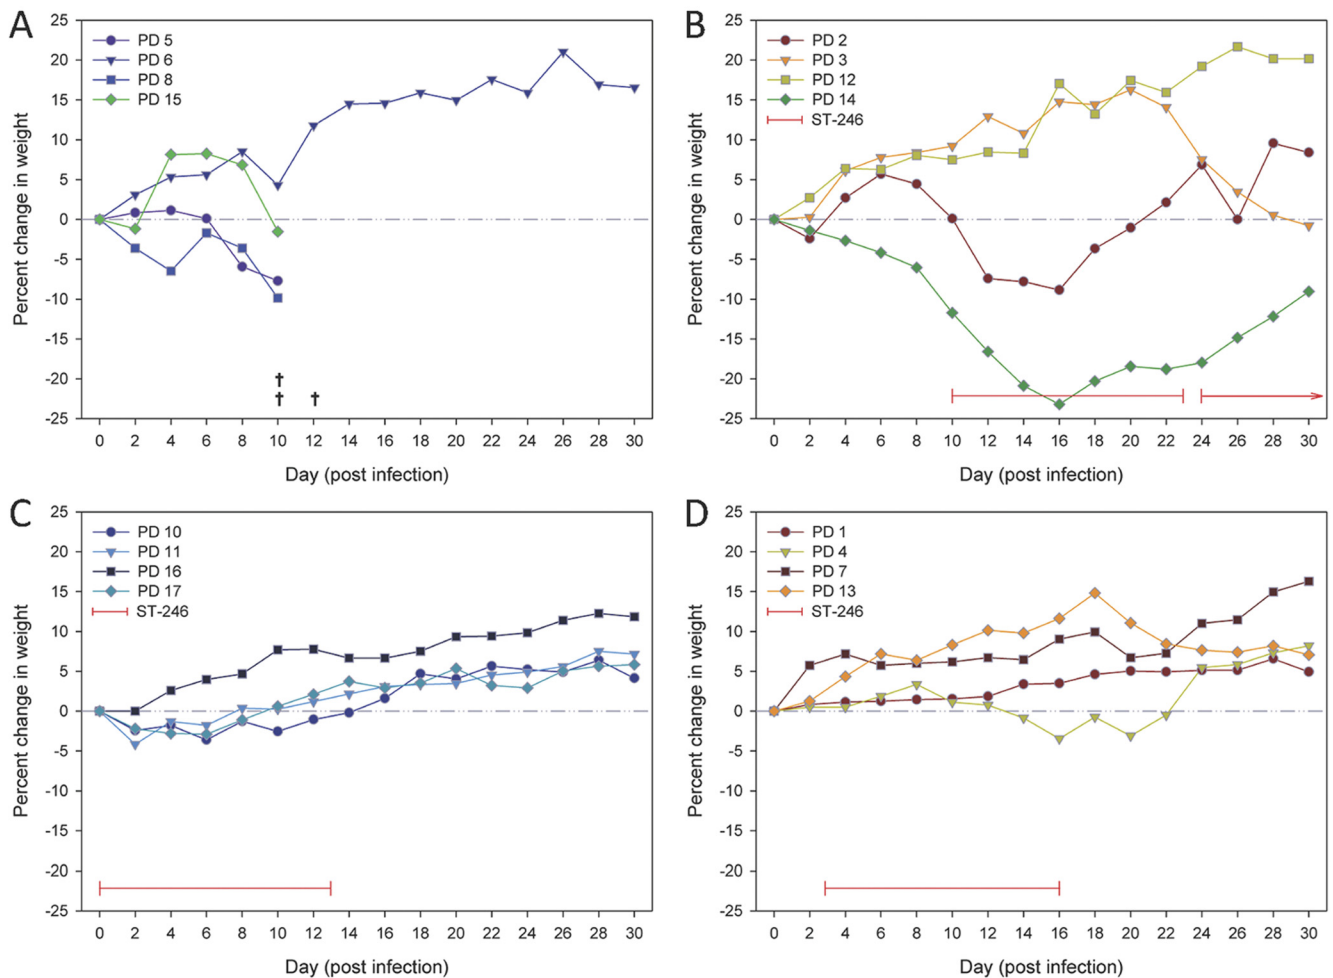 A
B
PD 5
PD 6
PD 8
PD 15
PD 2
PD 3
PD 12
PD 14
ST-246
Percent change in weight
25
20
15
10
5
0
-5
-10
-15
-20
-25
† 
† †
0 2 4 6 8 10 12 14 16 18 20 22 24 26 28 30
Day (post infection)
Percent change in weight
25
20
15
10
5
0
-5
-10
-15
-20
-25
0 2 4 6 8 10 12 14 16 18 20 22 24 26 28 30
Day (post infection)
C
D
PD 10
PD 11
PD 16
PD 17
ST-246
PD 1
PD 4
PD 7
PD 13
ST-246
Percent change in weight
25
20
15
10
5
0
-5
-10
-15
-20
-25
0 2 4 6 8 10 12 14 16 18 20 22 24 26 28 30
Day (post infection)
Percent change in weight
25
20
15
10
5
0
-5
-10
-15
-20
-25
0 2 4 6 8 10 12 14 16 18 20 22 24 26 28 30
Day (post infection)